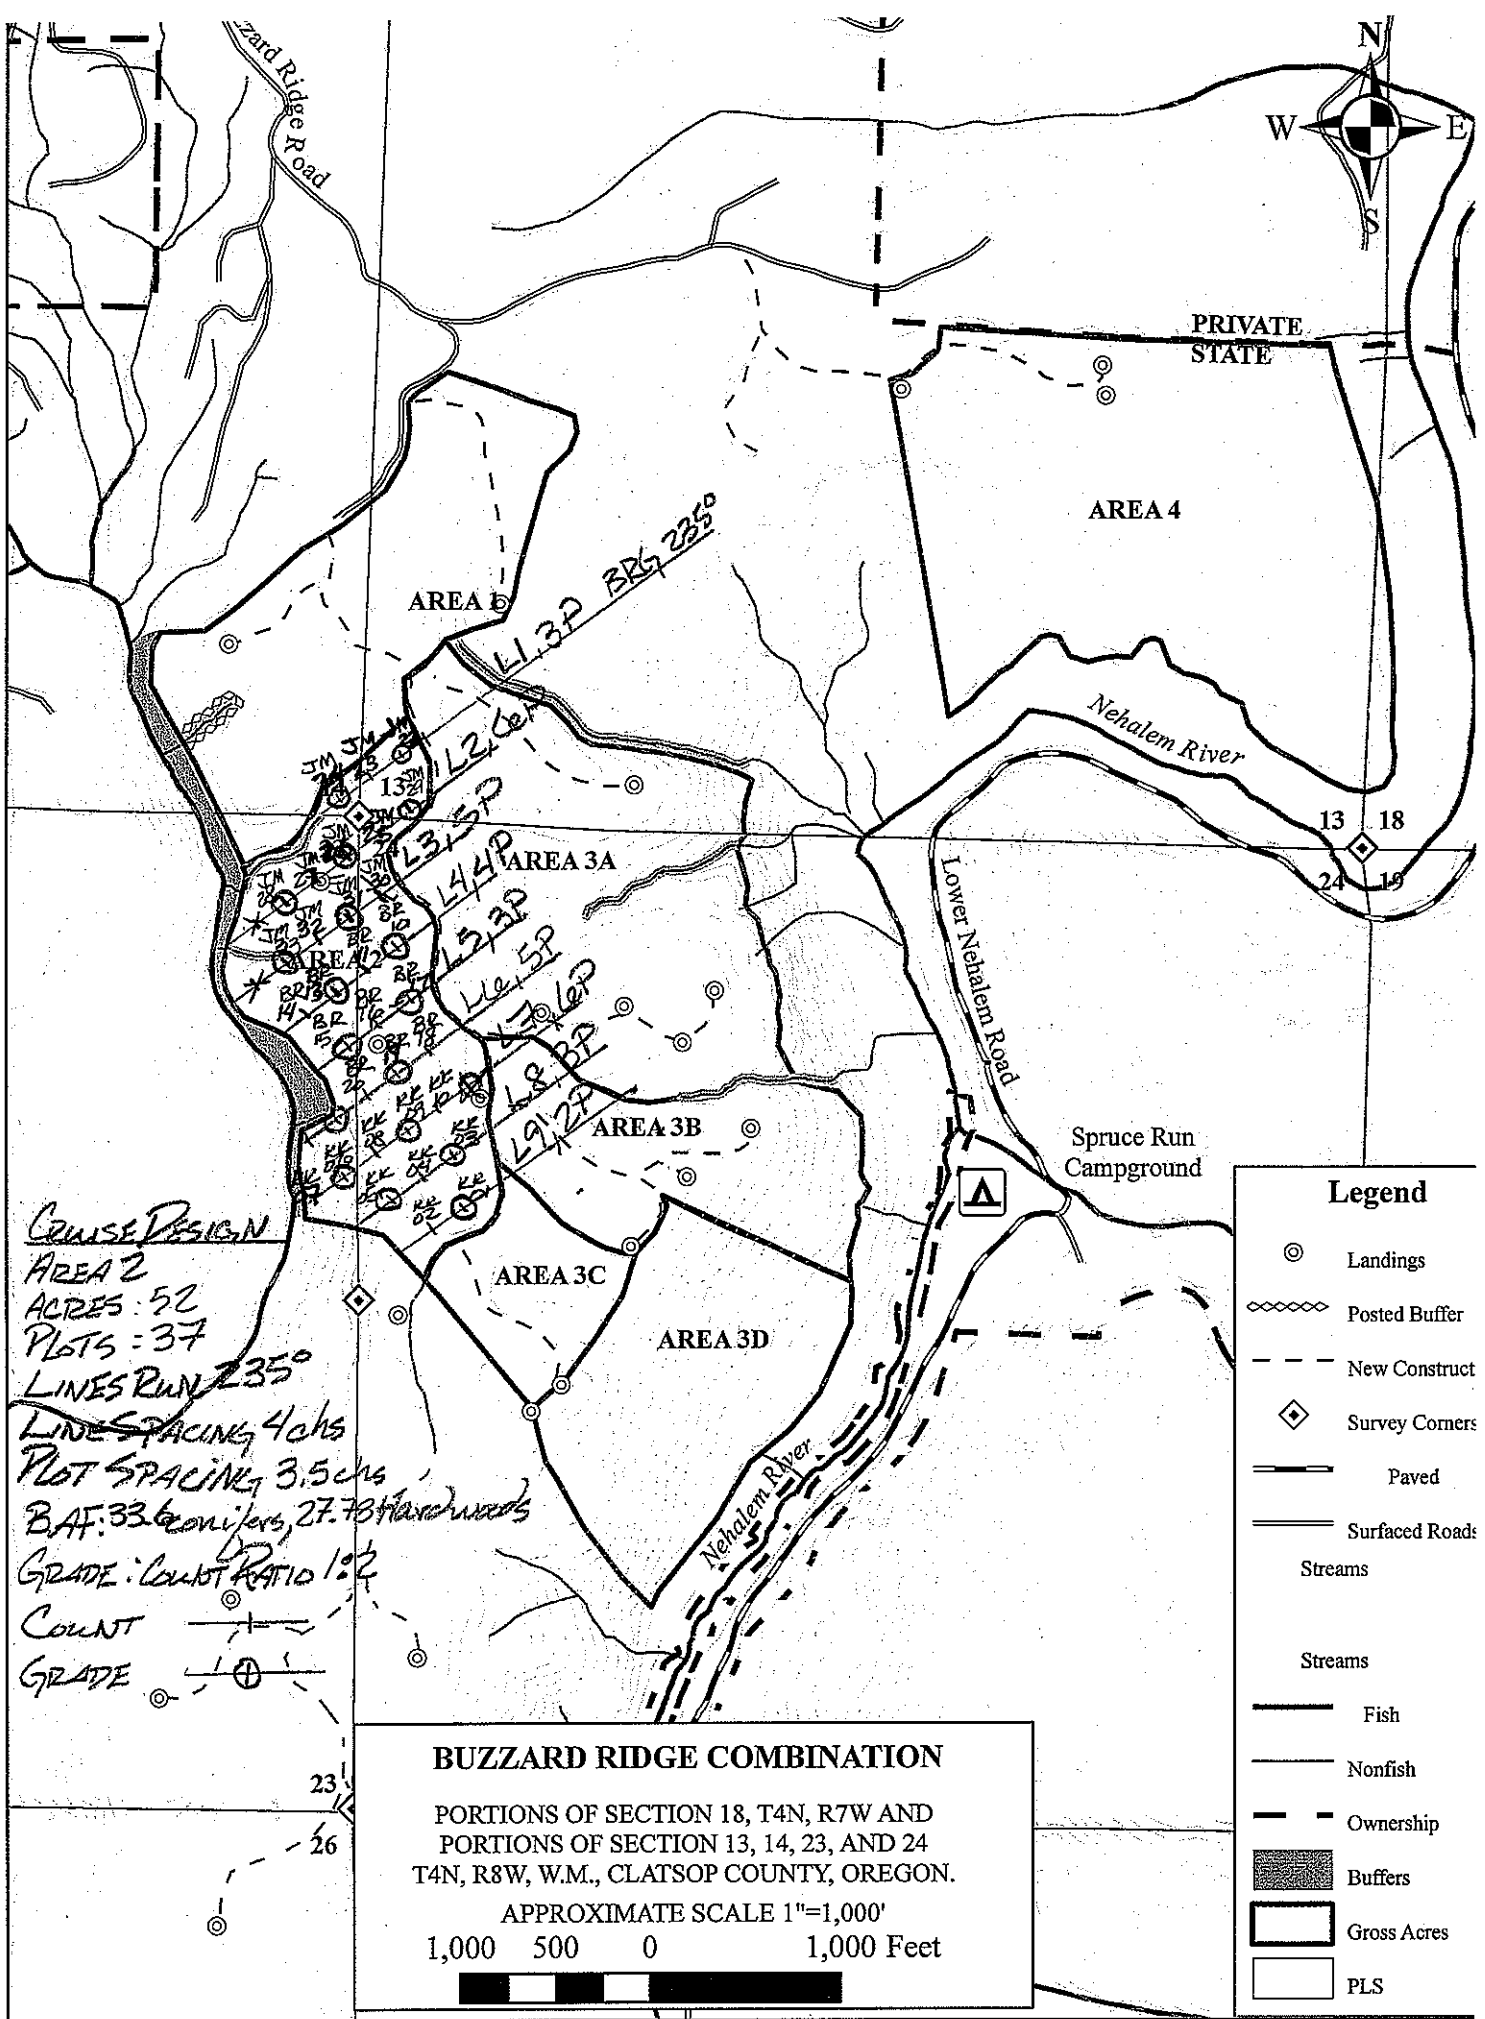 N
W E
S
zzard Ridge Road
PRIVATE
STATE
AREA 4
AREA 1
L1, 3P BRG 235°
L2, 6P
L3, 5P
L4, 4P
L5, 3P
L6, 5P
L7, 6P
L8, 3P
L9, 2P
Nehalem River
13 18
24 19
14 13
AREA 3A
AREA 2
Lower Nehalem Road
AREA 3B
Spruce Run
Campground
AREA 3C
AREA 3D
Nehalem River
CRUISE DESIGN
AREA 2
ACRES: 52
PLOTS = 37
LINES RUN 235°
LINE SPACING 4chs
PLOT SPACING 3.5chs
BAF: 33.6 conifers, 27.78 Hardwoods
GRADE: COUNT RATIO 1:2
COUNT
GRADE
23
26
Legend
Landings
Posted Buffer
New Construct
Survey Corners
Paved
Surfaced Roads
Streams
Streams
Fish
Nonfish
Ownership
Buffers
Gross Acres
PLS
BUZZARD RIDGE COMBINATION
PORTIONS OF SECTION 18, T4N, R7W AND
PORTIONS OF SECTION 13, 14, 23, AND 24
T4N, R8W, W.M., CLATSOP COUNTY, OREGON.
APPROXIMATE SCALE 1"=1,000'
1,000 500 0 1,000 Feet